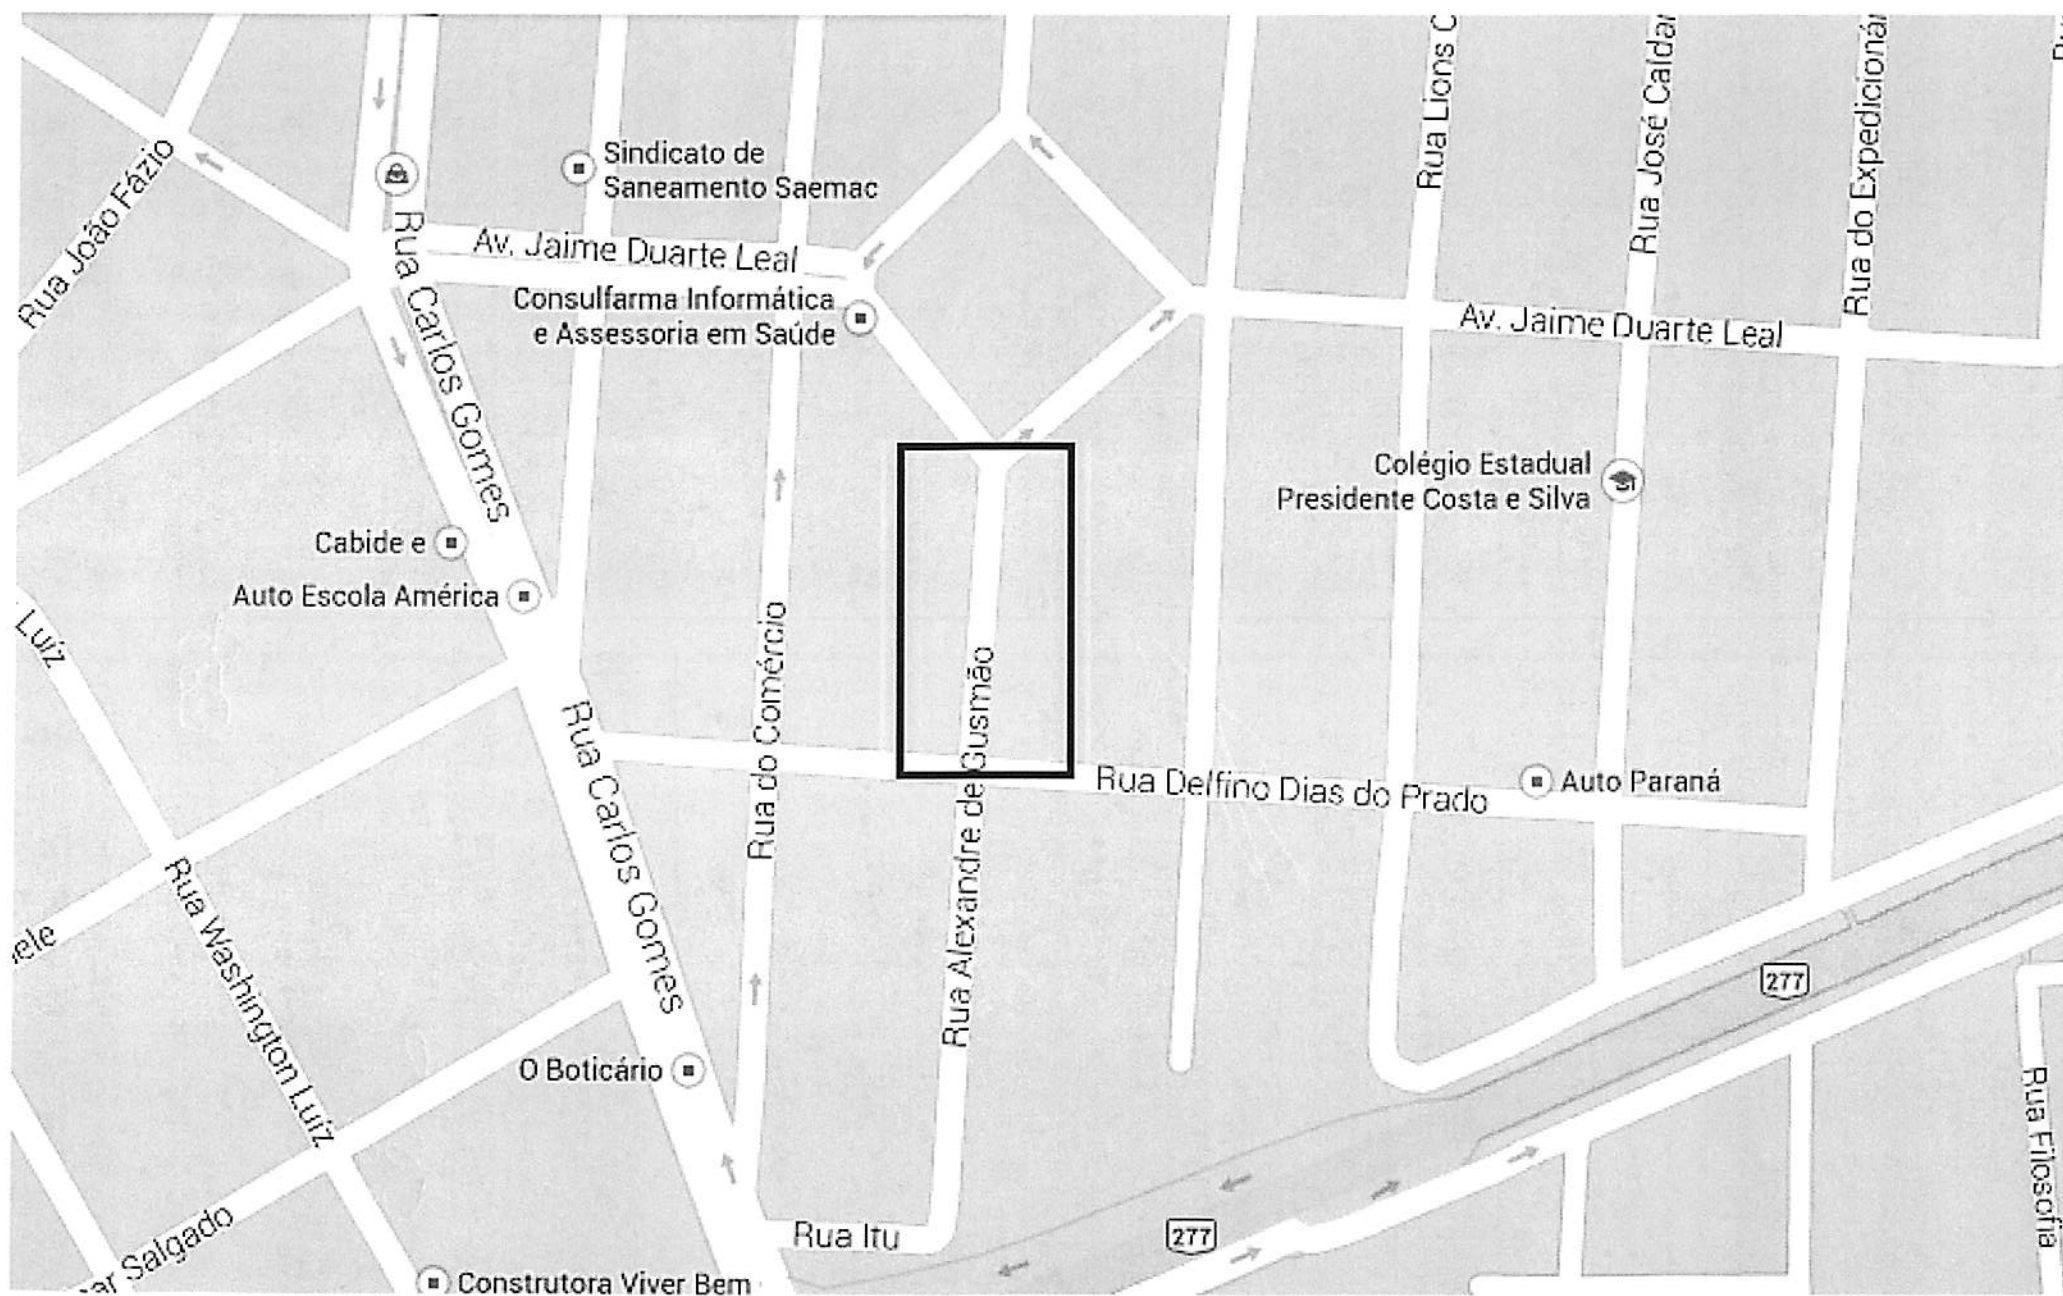 Rua Lions C
Rua José Caldar
Rua do Expedicionár
Rua João Fázio
Sindicato de
Saneamento Saemac
Rua Carlos Gomes
Av. Jaime Duarte Leal
Consulfarma Informática
e Assessoria em Saúde
Av. Jaime Duarte Leal
Colégio Estadual
Presidente Costa e Silva
Cabide e
Auto Escola América
Luíz
Rua do Comércio
Rua Alexandre de Gusmão
Rua Carlos Gomes
Rua Delfino Dias do Prado
Auto Paraná
Rua Washington Luíz
ele
277
O Boticário
Rua Filosofia
277
Rua Itu
ar Salgado
Construtora Viver Bem